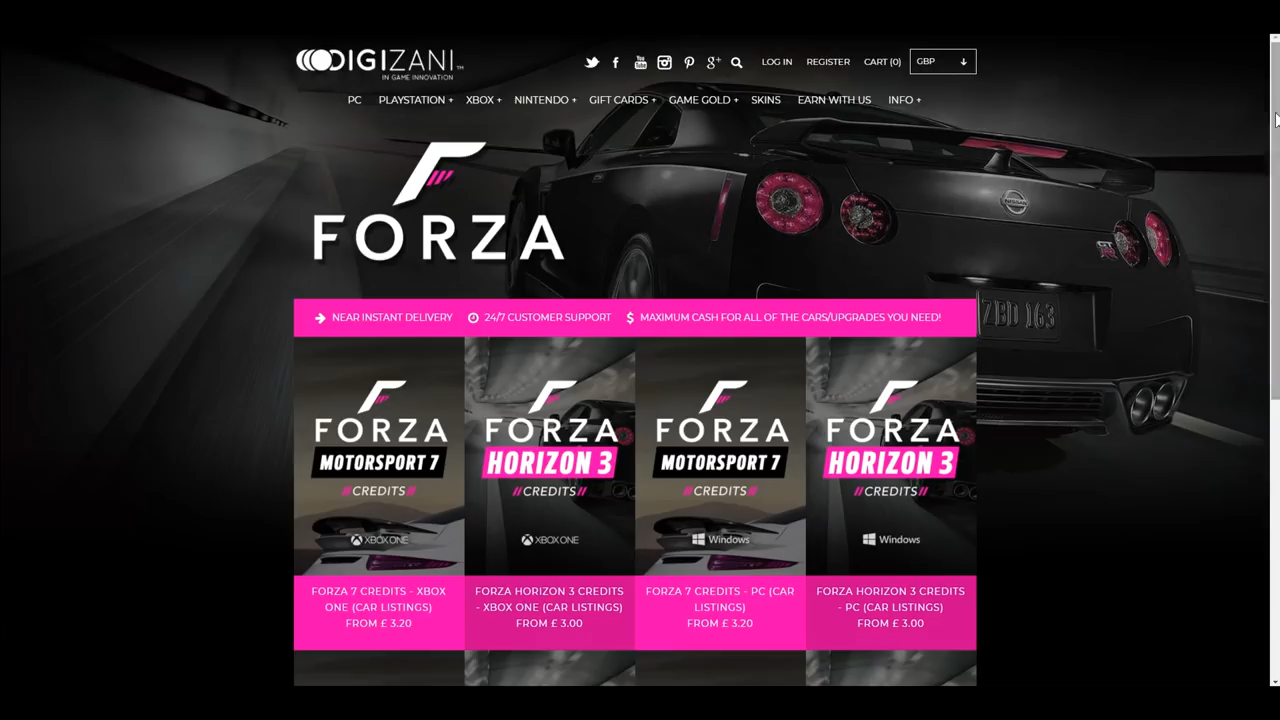 DIGIZANI™
IN GAME INNOVATION
LOG IN
REGISTER
CART (0)
GBP
PC
PLAYSTATION +
XBOX +
NINTENDO +
GIFT CARDS +
GAME GOLD +
SKINS
EARN WITH US
INFO +
FORZA
NISSAN
GT R
ZBD 163
NEAR INSTANT DELIVERY
24/7 CUSTOMER SUPPORT
MAXIMUM CASH FOR ALL OF THE CARS/UPGRADES YOU NEED!
FORZA
MOTORSPORT 7
//CREDITS//
XBOX ONE
FORZA
HORIZON 3
//CREDITS//
XBOX ONE
FORZA
MOTORSPORT 7
//CREDITS//
Windows
FORZA
HORIZON 3
//CREDITS//
Windows
FORZA 7 CREDITS - XBOX
ONE (CAR LISTINGS)
FROM £ 3.20
FORZA HORIZON 3 CREDITS
- XBOX ONE (CAR LISTINGS)
FROM £ 3.00
FORZA 7 CREDITS - PC (CAR
LISTINGS)
FROM £ 3.20
FORZA HORIZON 3 CREDITS
- PC (CAR LISTINGS)
FROM £ 3.00